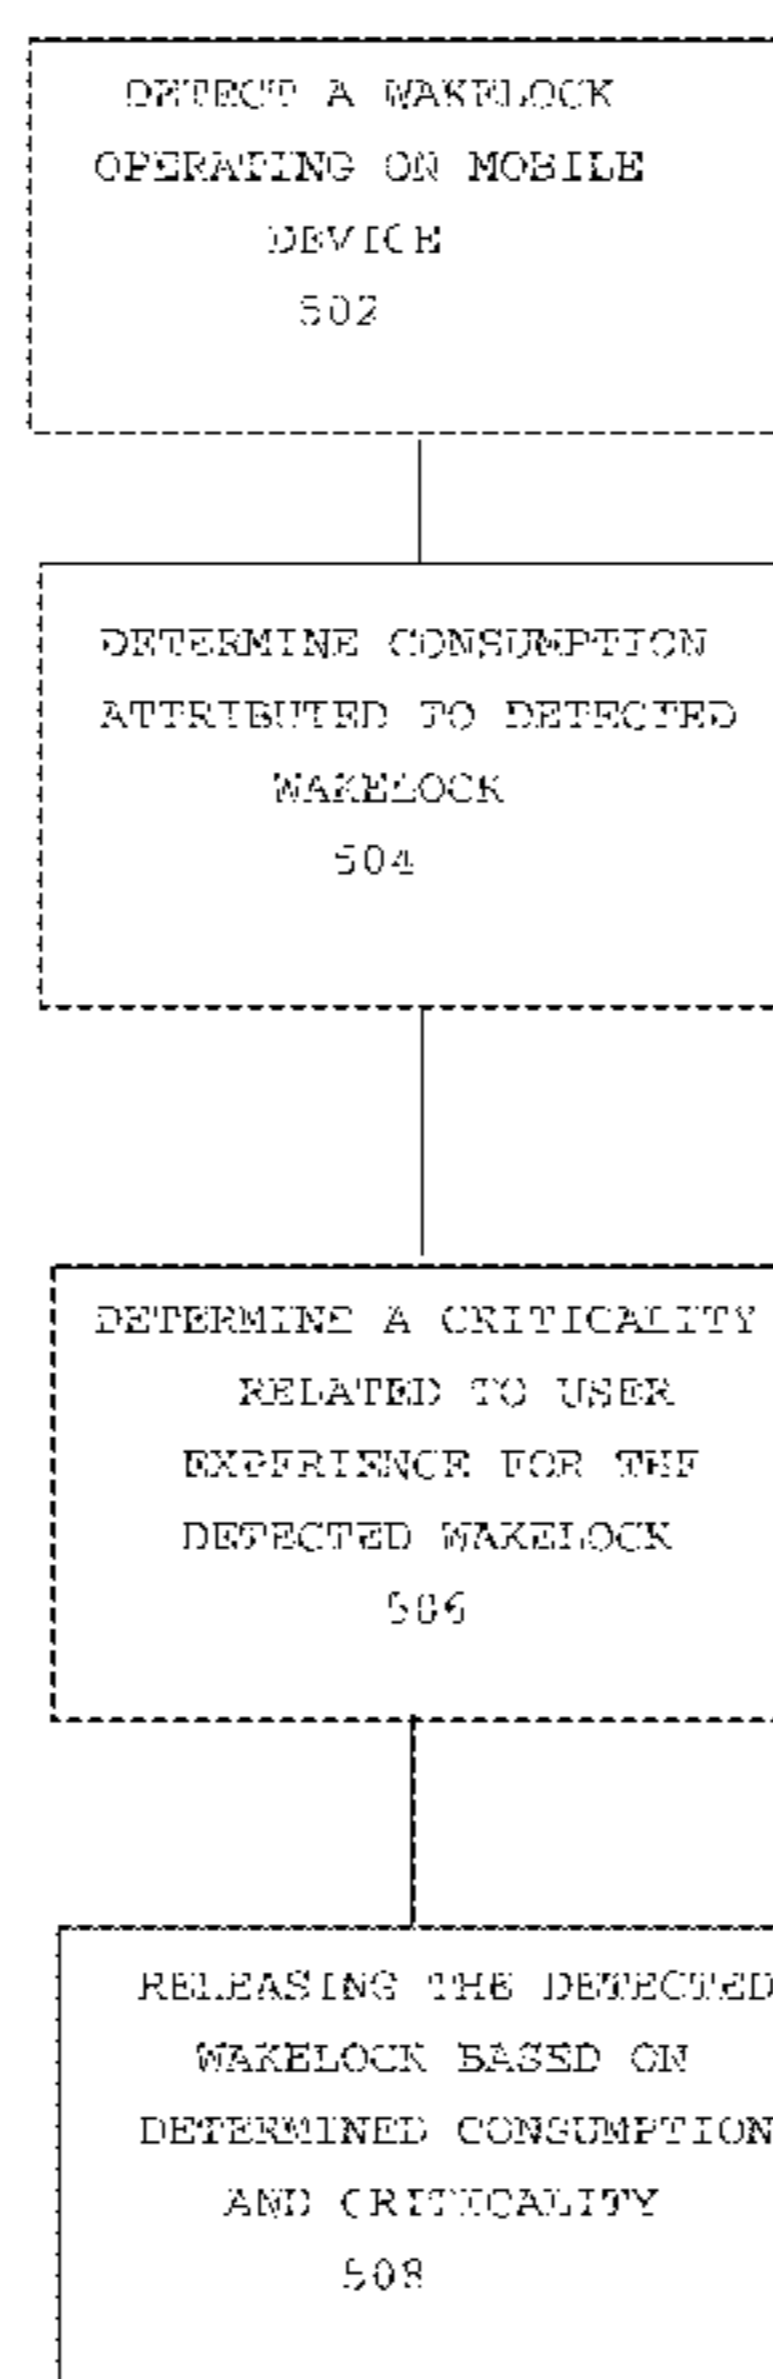 DETECT A WAKELOCK
OPERATING ON MOBILE
DEVICE
502
DETERMINE CONSUMPTION
ATTRIBUTED TO DETECTED
WAKELOCK
504
DETERMINE A CRITICALITY
RELATED TO USER
EXPERIENCE FOR THE
DETECTED WAKELOCK
506
RELEASING THE DETECTED
WAKELOCK BASED ON
DETERMINED CONSUMPTION
AND CRITICALITY
508